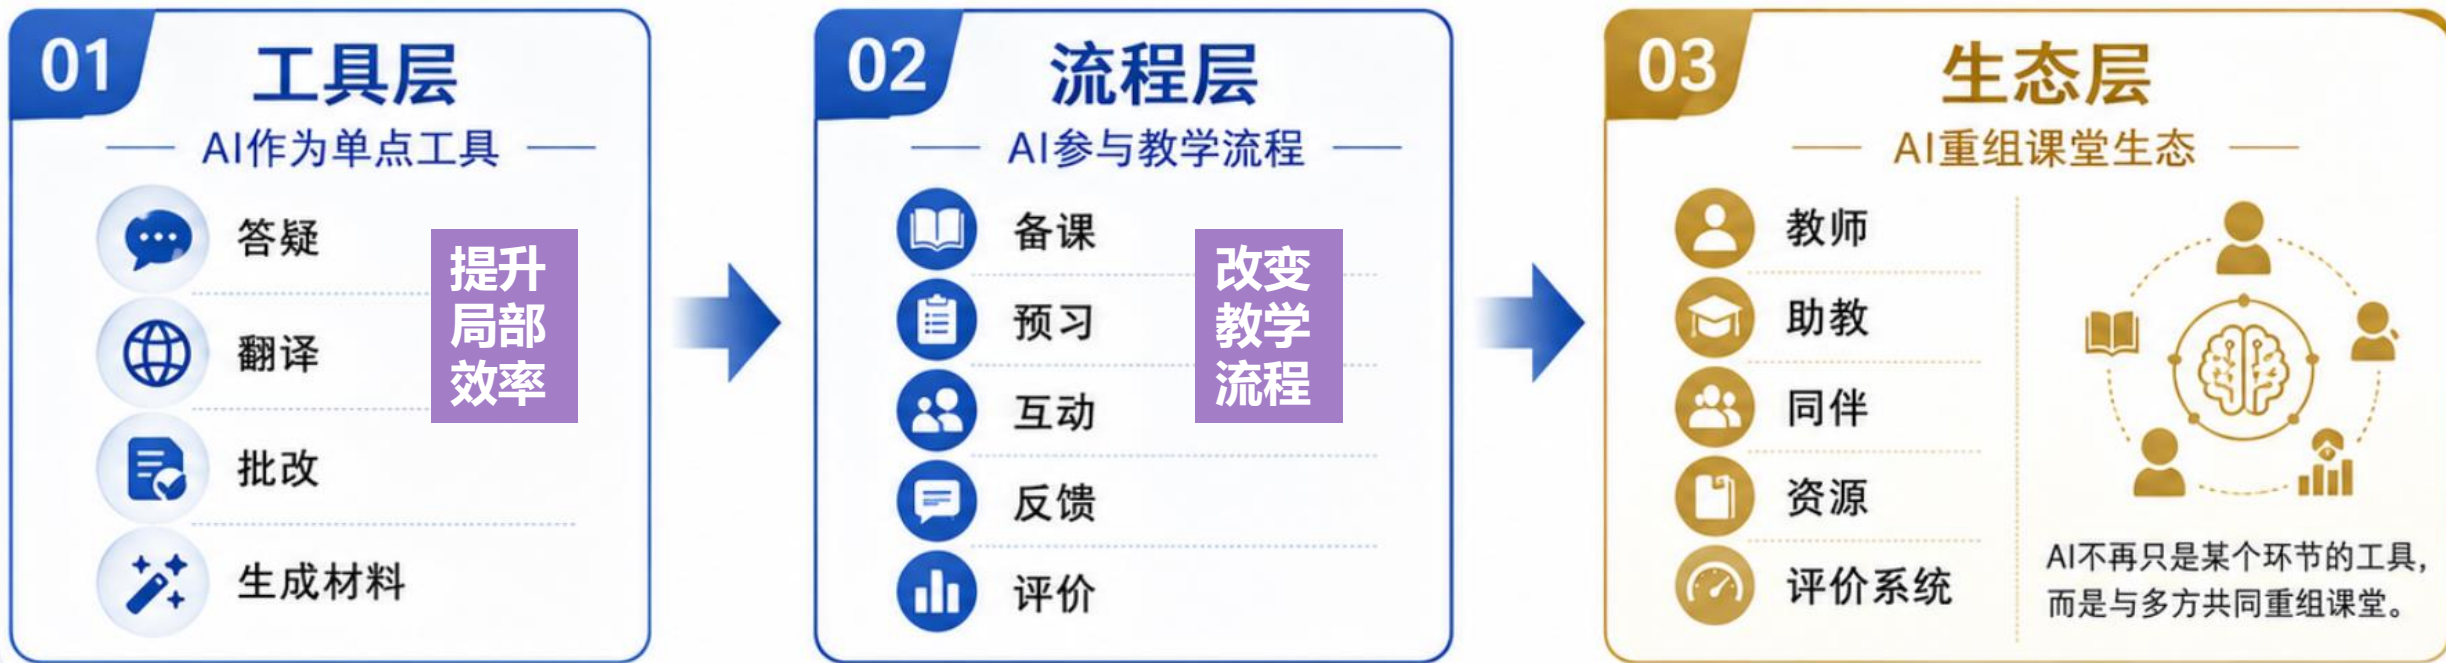 01
工具层
AI作为单点工具
答疑
翻译
批改
生成材料
提升
局部
效率
02
流程层
AI参与教学流程
备课
预习
互动
反馈
评价
改变
教学
流程
03
生态层
AI重组课堂生态
教师
助教
同伴
资源
评价系统
AI不再只是某个环节的工具，
而是与多方共同重组课堂。